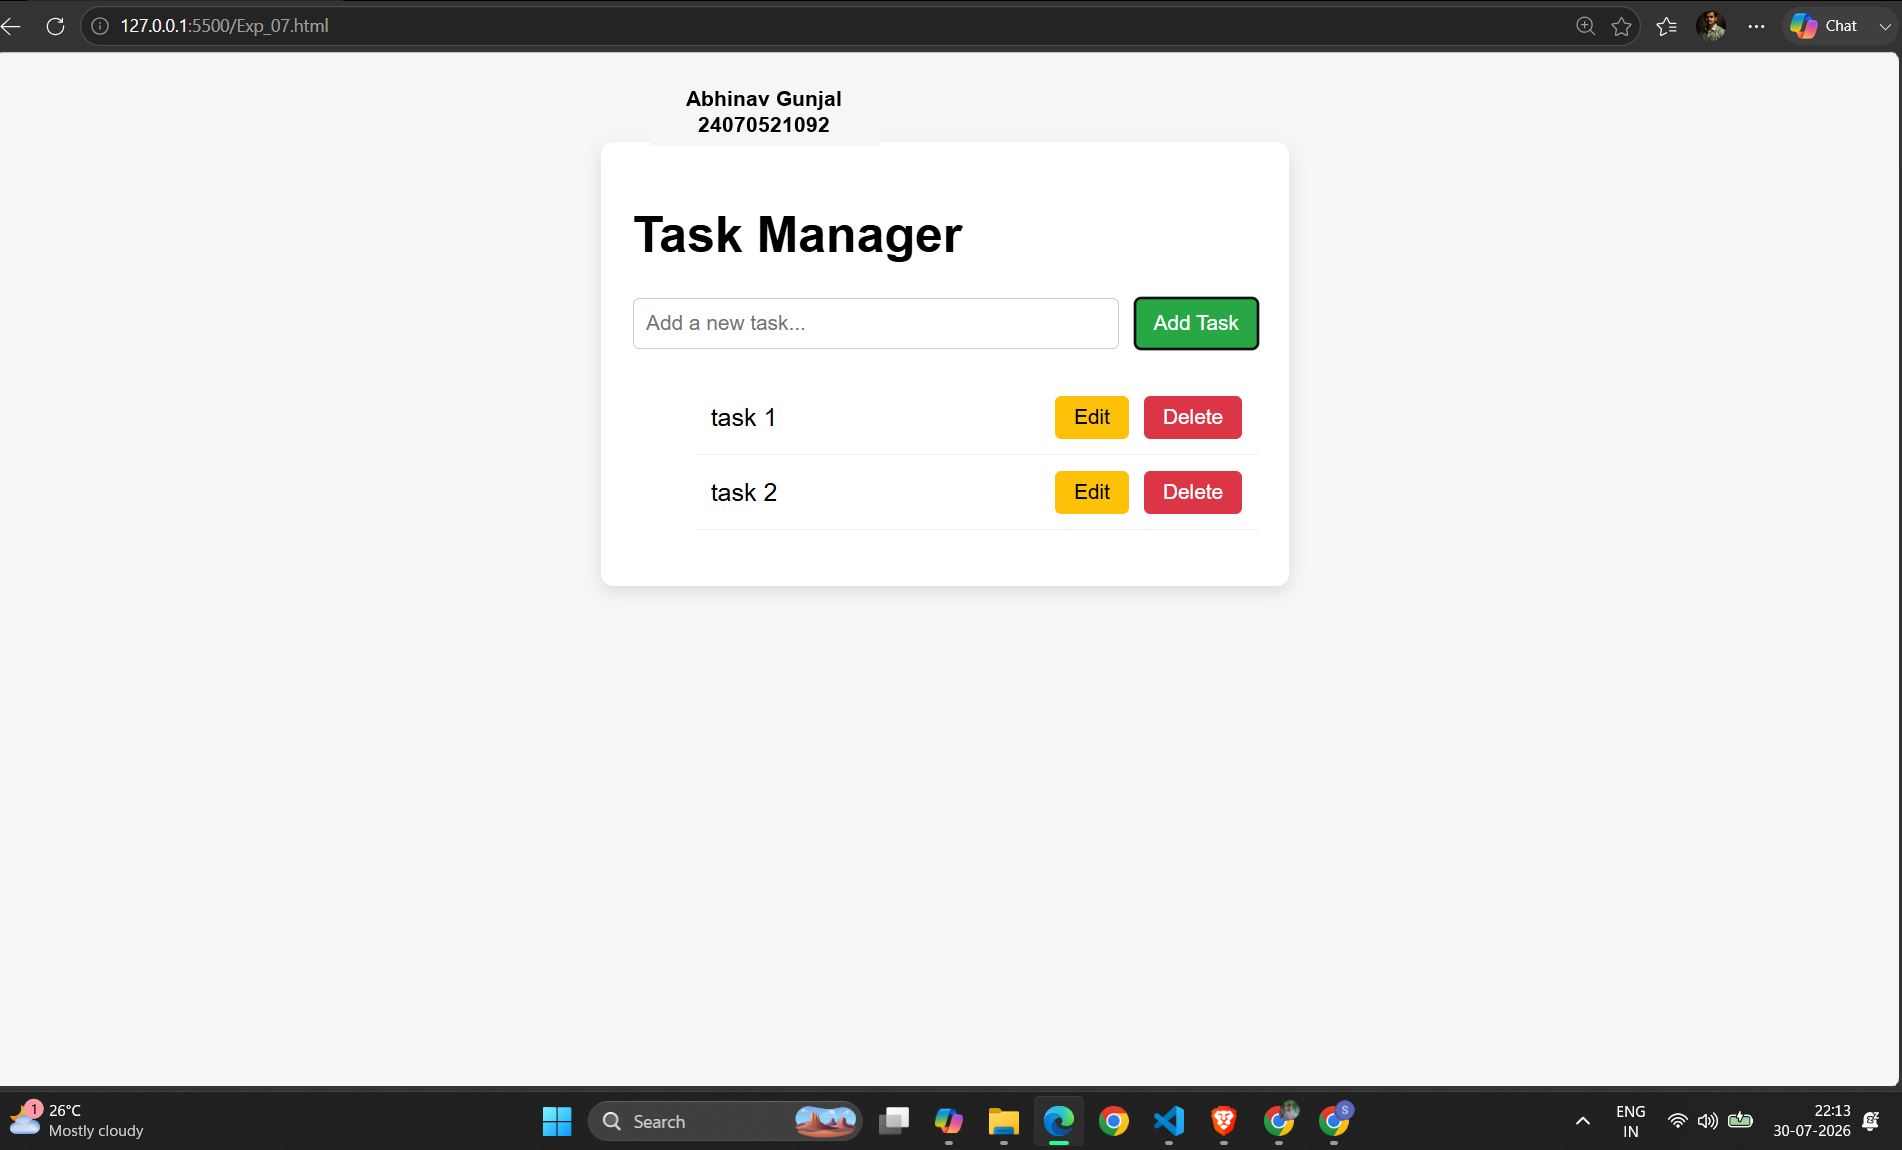 127.0.0.1:5500/Exp_07.html
Chat
Abhinav Gunjal
24070521092
Task Manager
Add a new task...
Add Task
task 1
Edit
Delete
task 2
Edit
Delete
1
26°C
Mostly cloudy
Search
S
ENG
IN
22:13
30-07-2026